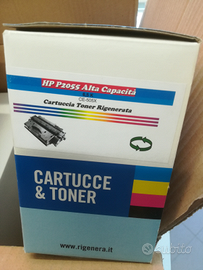 HP P2055 Alta Capacità
CE-505X
Cartuccia Toner Rigenerata
CARTUCCE
& TONER
www.rigenera.it